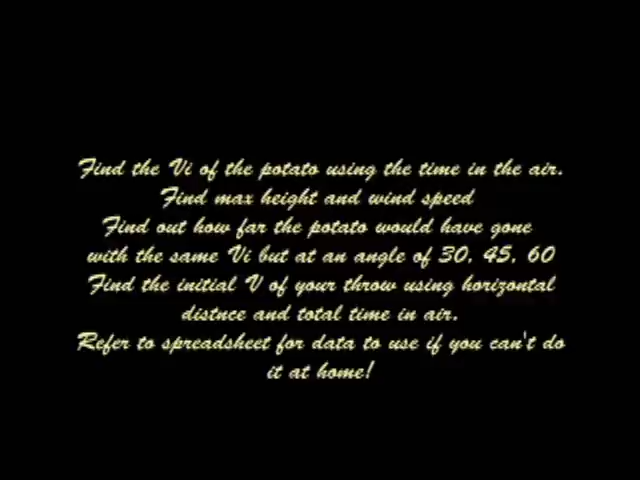 Find the Vi of the potato using the time in the air.
Find max height and wind speed
Find out how far the potato would have gone
with the same Vi but at an angle of 30, 45, 60
Find the initial V of your throw using horizontal
distnce and total time in air.
Refer to spreadsheet for data to use if you can't do
it at home!